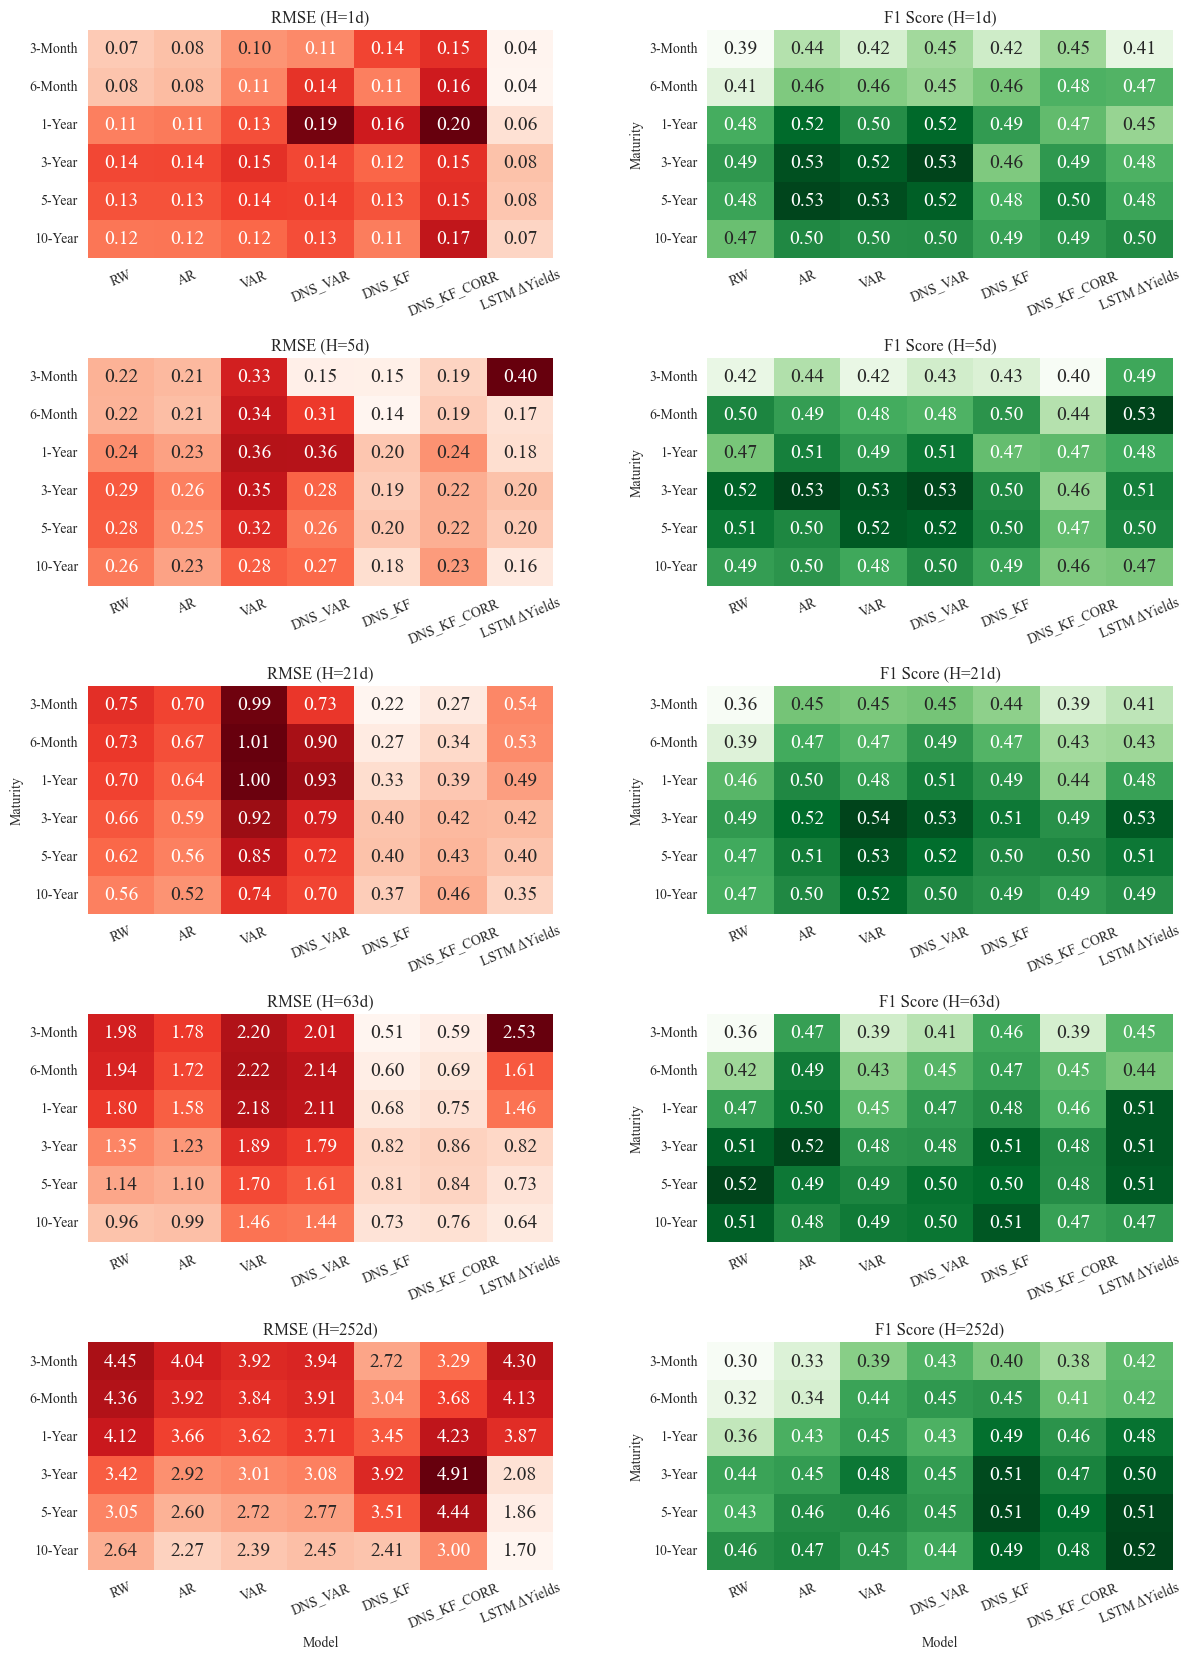 RMSE (H=1d)
3-Month 0.07 0.08 0.10 0.11 0.14 0.15 0.04
6-Month 0.08 0.08 0.11 0.14 0.11 0.16 0.04
1-Year 0.11 0.11 0.13 0.19 0.16 0.20 0.06
3-Year 0.14 0.14 0.15 0.14 0.12 0.15 0.08
5-Year 0.13 0.13 0.14 0.14 0.13 0.15 0.08
10-Year 0.12 0.12 0.12 0.13 0.11 0.17 0.07
RW AR VAR DNS_VAR DNS_KF DNS_KF_CORR LSTM ΔYields
F1 Score (H=1d)
Maturity
3-Month 0.39 0.44 0.42 0.45 0.42 0.45 0.41
6-Month 0.41 0.46 0.46 0.45 0.46 0.48 0.47
1-Year 0.48 0.52 0.50 0.52 0.49 0.47 0.45
3-Year 0.49 0.53 0.52 0.53 0.46 0.49 0.48
5-Year 0.48 0.53 0.53 0.52 0.48 0.50 0.48
10-Year 0.47 0.50 0.50 0.50 0.49 0.49 0.50
RW AR VAR DNS_VAR DNS_KF DNS_KF_CORR LSTM ΔYields
RMSE (H=5d)
3-Month 0.22 0.21 0.33 0.15 0.15 0.19 0.40
6-Month 0.22 0.21 0.34 0.31 0.14 0.19 0.17
1-Year 0.24 0.23 0.36 0.36 0.20 0.24 0.18
3-Year 0.29 0.26 0.35 0.28 0.19 0.22 0.20
5-Year 0.28 0.25 0.32 0.26 0.20 0.22 0.20
10-Year 0.26 0.23 0.28 0.27 0.18 0.23 0.16
RW AR VAR DNS_VAR DNS_KF DNS_KF_CORR LSTM ΔYields
F1 Score (H=5d)
Maturity
3-Month 0.42 0.44 0.42 0.43 0.43 0.40 0.49
6-Month 0.50 0.49 0.48 0.48 0.50 0.44 0.53
1-Year 0.47 0.51 0.49 0.51 0.47 0.47 0.48
3-Year 0.52 0.53 0.53 0.53 0.50 0.46 0.51
5-Year 0.51 0.50 0.52 0.52 0.50 0.47 0.50
10-Year 0.49 0.50 0.48 0.50 0.49 0.46 0.47
RW AR VAR DNS_VAR DNS_KF DNS_KF_CORR LSTM ΔYields
RMSE (H=21d)
Maturity
3-Month 0.75 0.70 0.99 0.73 0.22 0.27 0.54
6-Month 0.73 0.67 1.01 0.90 0.27 0.34 0.53
1-Year 0.70 0.64 1.00 0.93 0.33 0.39 0.49
3-Year 0.66 0.59 0.92 0.79 0.40 0.42 0.42
5-Year 0.62 0.56 0.85 0.72 0.40 0.43 0.40
10-Year 0.56 0.52 0.74 0.70 0.37 0.46 0.35
RW AR VAR DNS_VAR DNS_KF DNS_KF_CORR LSTM ΔYields
F1 Score (H=21d)
Maturity
3-Month 0.36 0.45 0.45 0.45 0.44 0.39 0.41
6-Month 0.39 0.47 0.47 0.49 0.47 0.43 0.43
1-Year 0.46 0.50 0.48 0.51 0.49 0.44 0.48
3-Year 0.49 0.52 0.54 0.53 0.51 0.49 0.53
5-Year 0.47 0.51 0.53 0.52 0.50 0.50 0.51
10-Year 0.47 0.50 0.52 0.50 0.49 0.49 0.49
RW AR VAR DNS_VAR DNS_KF DNS_KF_CORR LSTM ΔYields
RMSE (H=63d)
3-Month 1.98 1.78 2.20 2.01 0.51 0.59 2.53
6-Month 1.94 1.72 2.22 2.14 0.60 0.69 1.61
1-Year 1.80 1.58 2.18 2.11 0.68 0.75 1.46
3-Year 1.35 1.23 1.89 1.79 0.82 0.86 0.82
5-Year 1.14 1.10 1.70 1.61 0.81 0.84 0.73
10-Year 0.96 0.99 1.46 1.44 0.73 0.76 0.64
RW AR VAR DNS_VAR DNS_KF DNS_KF_CORR LSTM ΔYields
F1 Score (H=63d)
Maturity
3-Month 0.36 0.47 0.39 0.41 0.46 0.39 0.45
6-Month 0.42 0.49 0.43 0.45 0.47 0.45 0.44
1-Year 0.47 0.50 0.45 0.47 0.48 0.46 0.51
3-Year 0.51 0.52 0.48 0.48 0.51 0.48 0.51
5-Year 0.52 0.49 0.49 0.50 0.50 0.48 0.51
10-Year 0.51 0.48 0.49 0.50 0.51 0.47 0.47
RW AR VAR DNS_VAR DNS_KF DNS_KF_CORR LSTM ΔYields
RMSE (H=252d)
3-Month 4.45 4.04 3.92 3.94 2.72 3.29 4.30
6-Month 4.36 3.92 3.84 3.91 3.04 3.68 4.13
1-Year 4.12 3.66 3.62 3.71 3.45 4.23 3.87
3-Year 3.42 2.92 3.01 3.08 3.92 4.91 2.08
5-Year 3.05 2.60 2.72 2.77 3.51 4.44 1.86
10-Year 2.64 2.27 2.39 2.45 2.41 3.00 1.70
RW AR VAR DNS_VAR DNS_KF DNS_KF_CORR LSTM ΔYields
Model
F1 Score (H=252d)
Maturity
3-Month 0.30 0.33 0.39 0.43 0.40 0.38 0.42
6-Month 0.32 0.34 0.44 0.45 0.45 0.41 0.42
1-Year 0.36 0.43 0.45 0.43 0.49 0.46 0.48
3-Year 0.44 0.45 0.48 0.45 0.51 0.47 0.50
5-Year 0.43 0.46 0.46 0.45 0.51 0.49 0.51
10-Year 0.46 0.47 0.45 0.44 0.49 0.48 0.52
RW AR VAR DNS_VAR DNS_KF DNS_KF_CORR LSTM ΔYields
Model